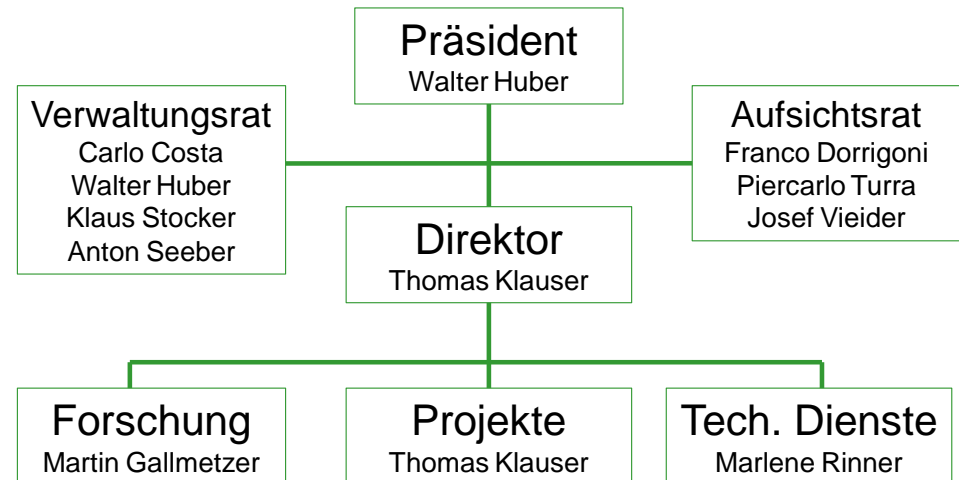 Präsident
Walter Huber
Verwaltungsrat
Carlo Costa
Walter Huber
Klaus Stocker
Anton Seeber
Aufsichtsrat
Franco Dorrigoni
Piercarlo Turra
Josef Vieider
Direktor
Thomas Klauser
Forschung
Martin Gallmetzer
Projekte
Thomas Klauser
Tech. Dienste
Marlene Rinner